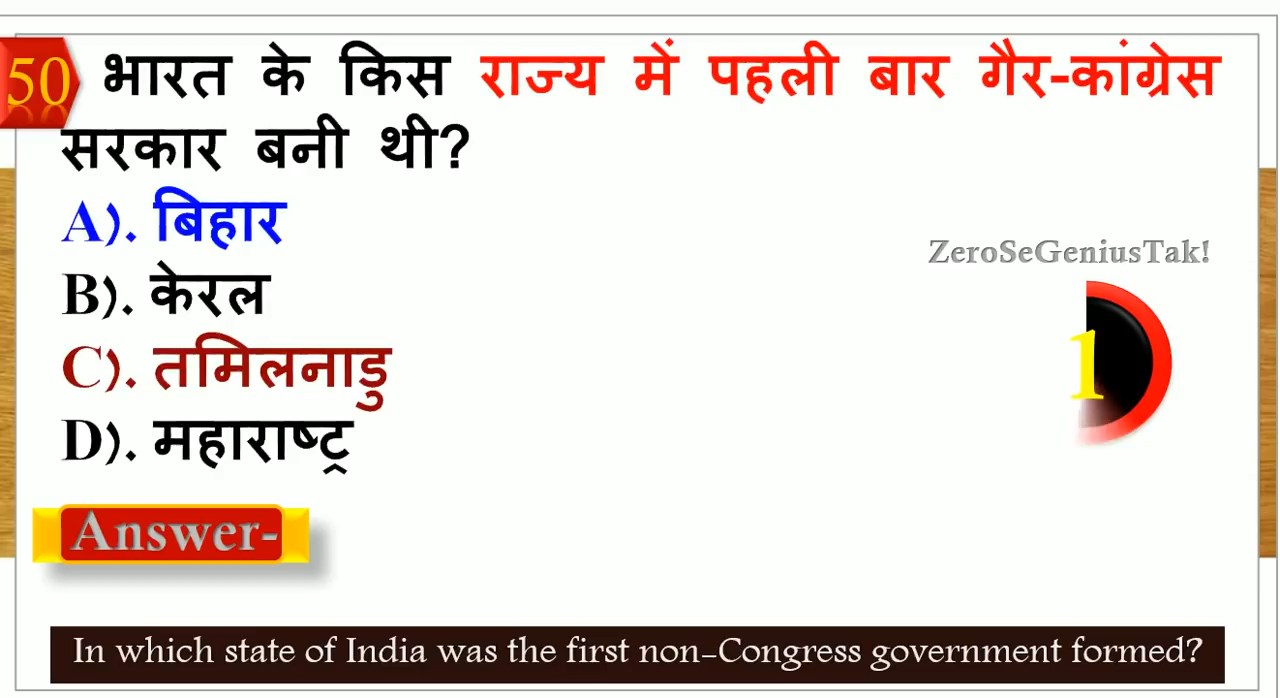 50 भारत के किस राज्य में पहली बार गैर-कांग्रेस
सरकार बनी थी?
A). बिहार
ZeroSeGeniusTak!
B). केरल
1
C). तमिलनाडु
D). महाराष्ट्र
Answer-
In which state of India was the first non-Congress government formed?